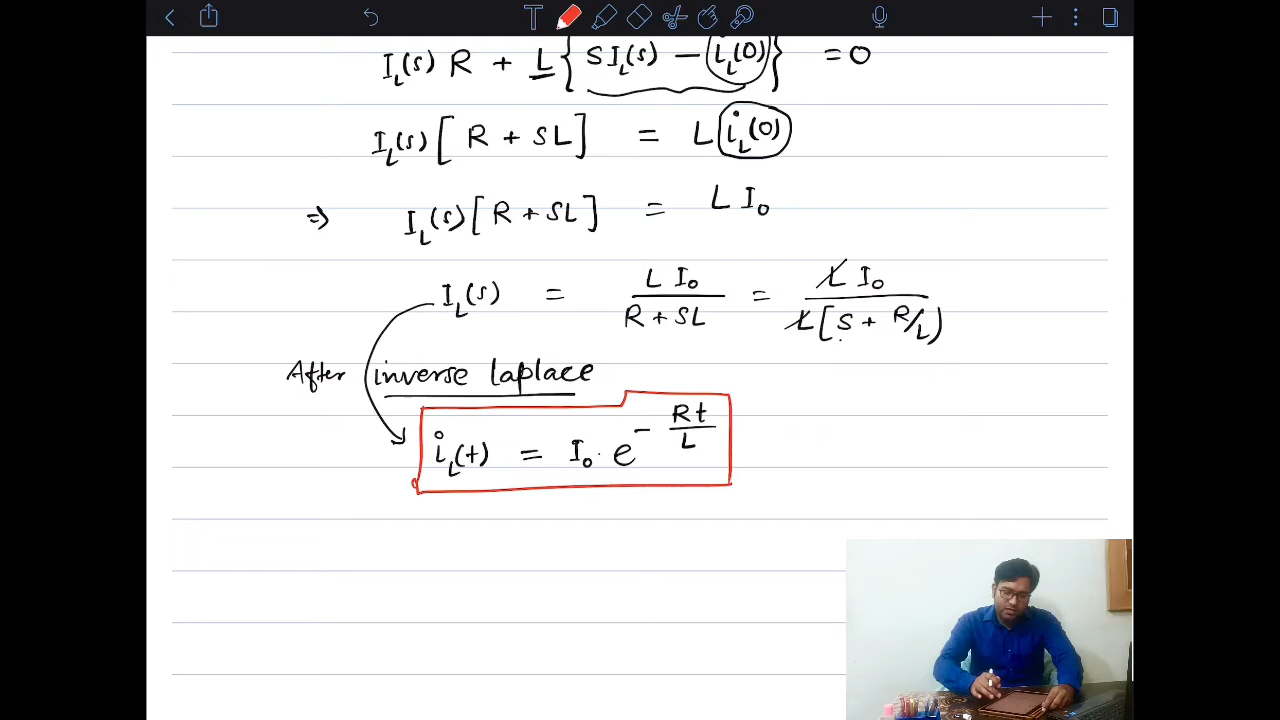 I_L(s) R + L { S I_L(s) − i_L(0) } = 0
I_L(s) [ R + SL ] = L i_L(0)
⇒ I_L(s) [ R + SL ] = L I₀
I_L(s) = L I₀ / R + SL = L I₀ / L [ S + R/L )
After inverse laplace
i_L(t) = I₀ · e^(− Rt / L)